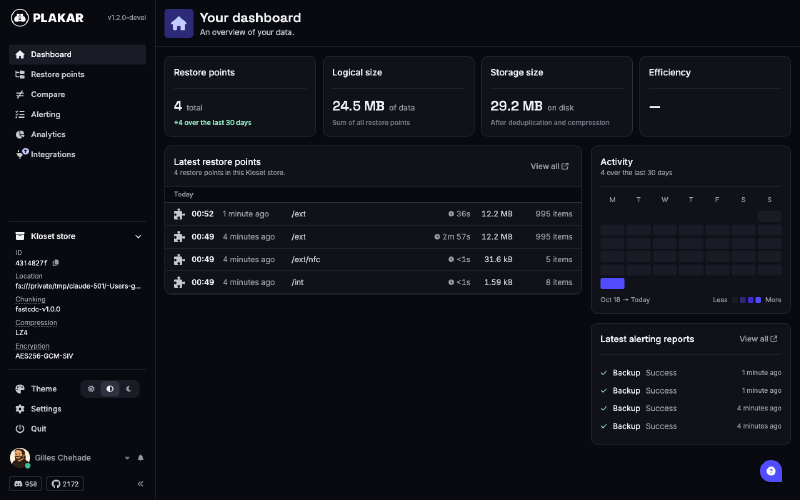 PLAKAR
v1.2.0-devel
Dashboard
Restore points
Compare
Alerting
Analytics
Integrations
Kloset store
ID
4314827f
Location
fs:///private/tmp/claude-501/-Users-g...
Chunking
fastcdc-v1.0.0
Compression
LZ4
Encryption
AES256-GCM-SIV
Theme
Settings
Quit
Gilles Chehade
950
2172
Your dashboard
An overview of your data.
Restore points
4 total
+4 over the last 30 days
Logical size
24.5 MB of data
Sum of all restore points
Storage size
29.2 MB on disk
After deduplication and compression
Efficiency
—
Latest restore points
4 restore points in this Kloset store.
View all
Today
00:52 1 minute ago /ext 36s 12.2 MB 995 items
00:49 4 minutes ago /ext 2m 57s 12.2 MB 995 items
00:49 4 minutes ago /ext/nfc <1s 31.6 kB 5 items
00:49 4 minutes ago /int <1s 1.59 kB 8 items
Activity
4 over the last 30 days
M T W T F S S
Oct 18 → Today
Less More
Latest alerting reports
View all
Backup Success 1 minute ago
Backup Success 1 minute ago
Backup Success 4 minutes ago
Backup Success 4 minutes ago